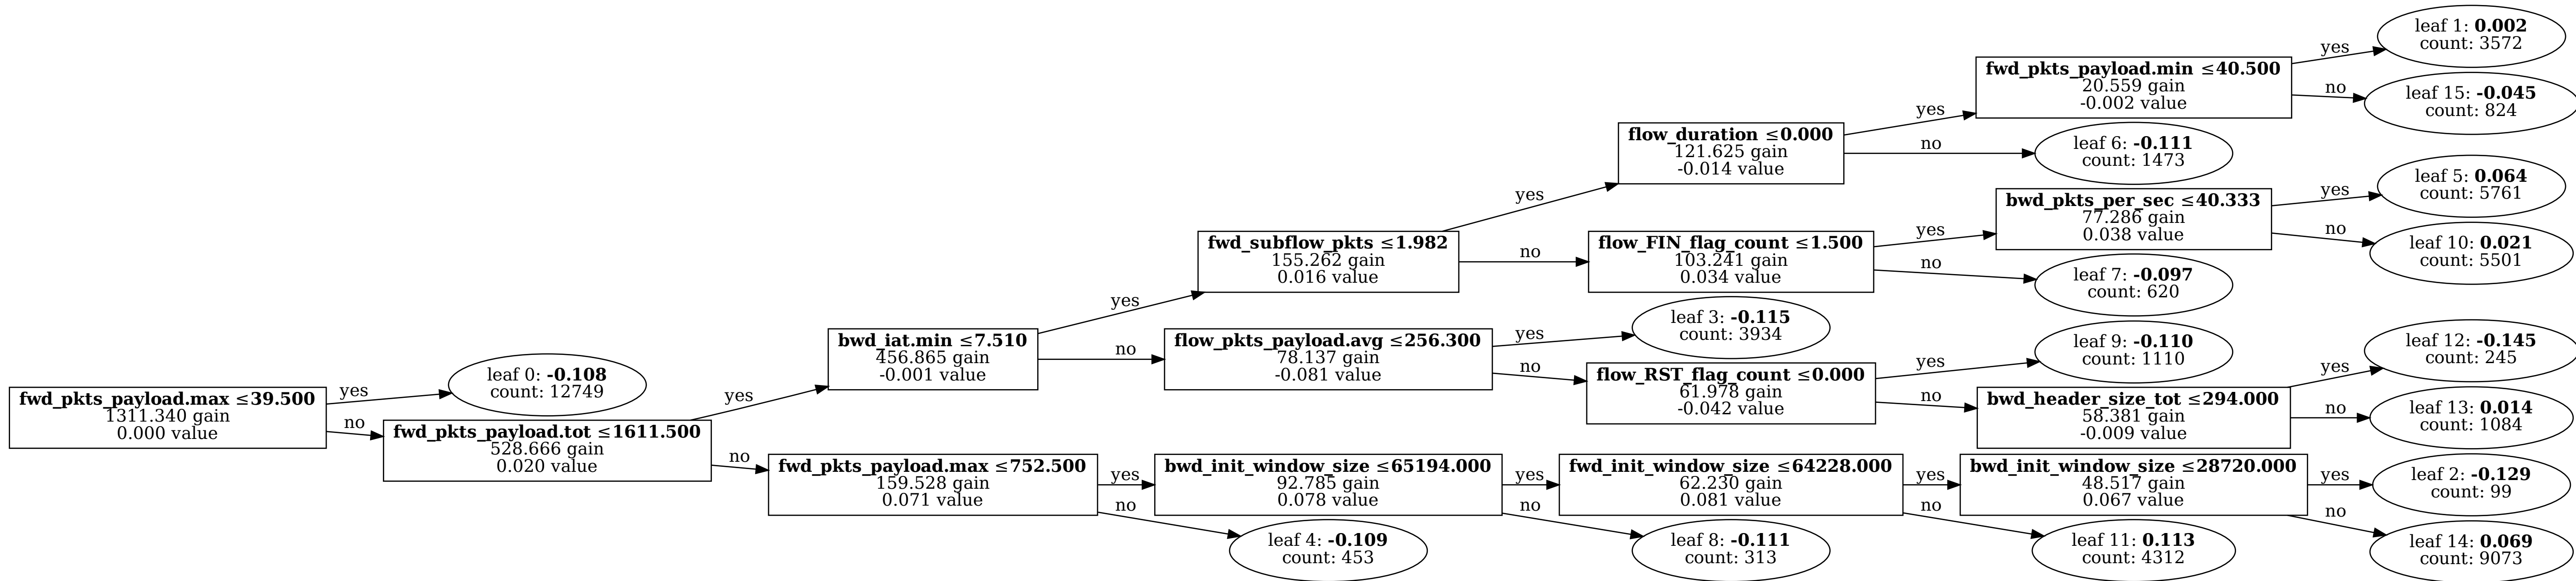 fwd_pkts_payload.max ≤39.500
1311.340 gain
0.000 value
yes
no
leaf 0: -0.108
count: 12749
fwd_pkts_payload.tot ≤1611.500
528.666 gain
0.020 value
yes
no
bwd_iat.min ≤7.510
456.865 gain
-0.001 value
yes
no
fwd_pkts_payload.max ≤752.500
159.528 gain
0.071 value
yes
no
fwd_subflow_pkts ≤1.982
155.262 gain
0.016 value
yes
no
flow_pkts_payload.avg ≤256.300
78.137 gain
-0.081 value
yes
no
bwd_init_window_size ≤65194.000
92.785 gain
0.078 value
yes
no
leaf 4: -0.109
count: 453
flow_duration ≤0.000
121.625 gain
-0.014 value
yes
no
flow_FIN_flag_count ≤1.500
103.241 gain
0.034 value
yes
no
leaf 3: -0.115
count: 3934
flow_RST_flag_count ≤0.000
61.978 gain
-0.042 value
yes
no
fwd_init_window_size ≤64228.000
62.230 gain
0.081 value
yes
no
leaf 8: -0.111
count: 313
fwd_pkts_payload.min ≤40.500
20.559 gain
-0.002 value
yes
no
leaf 6: -0.111
count: 1473
bwd_pkts_per_sec ≤40.333
77.286 gain
0.038 value
yes
no
leaf 7: -0.097
count: 620
leaf 9: -0.110
count: 1110
bwd_header_size_tot ≤294.000
58.381 gain
-0.009 value
yes
no
bwd_init_window_size ≤28720.000
48.517 gain
0.067 value
yes
no
leaf 11: 0.113
count: 4312
leaf 1: 0.002
count: 3572
leaf 15: -0.045
count: 824
leaf 5: 0.064
count: 5761
leaf 10: 0.021
count: 5501
leaf 12: -0.145
count: 245
leaf 13: 0.014
count: 1084
leaf 2: -0.129
count: 99
leaf 14: 0.069
count: 9073